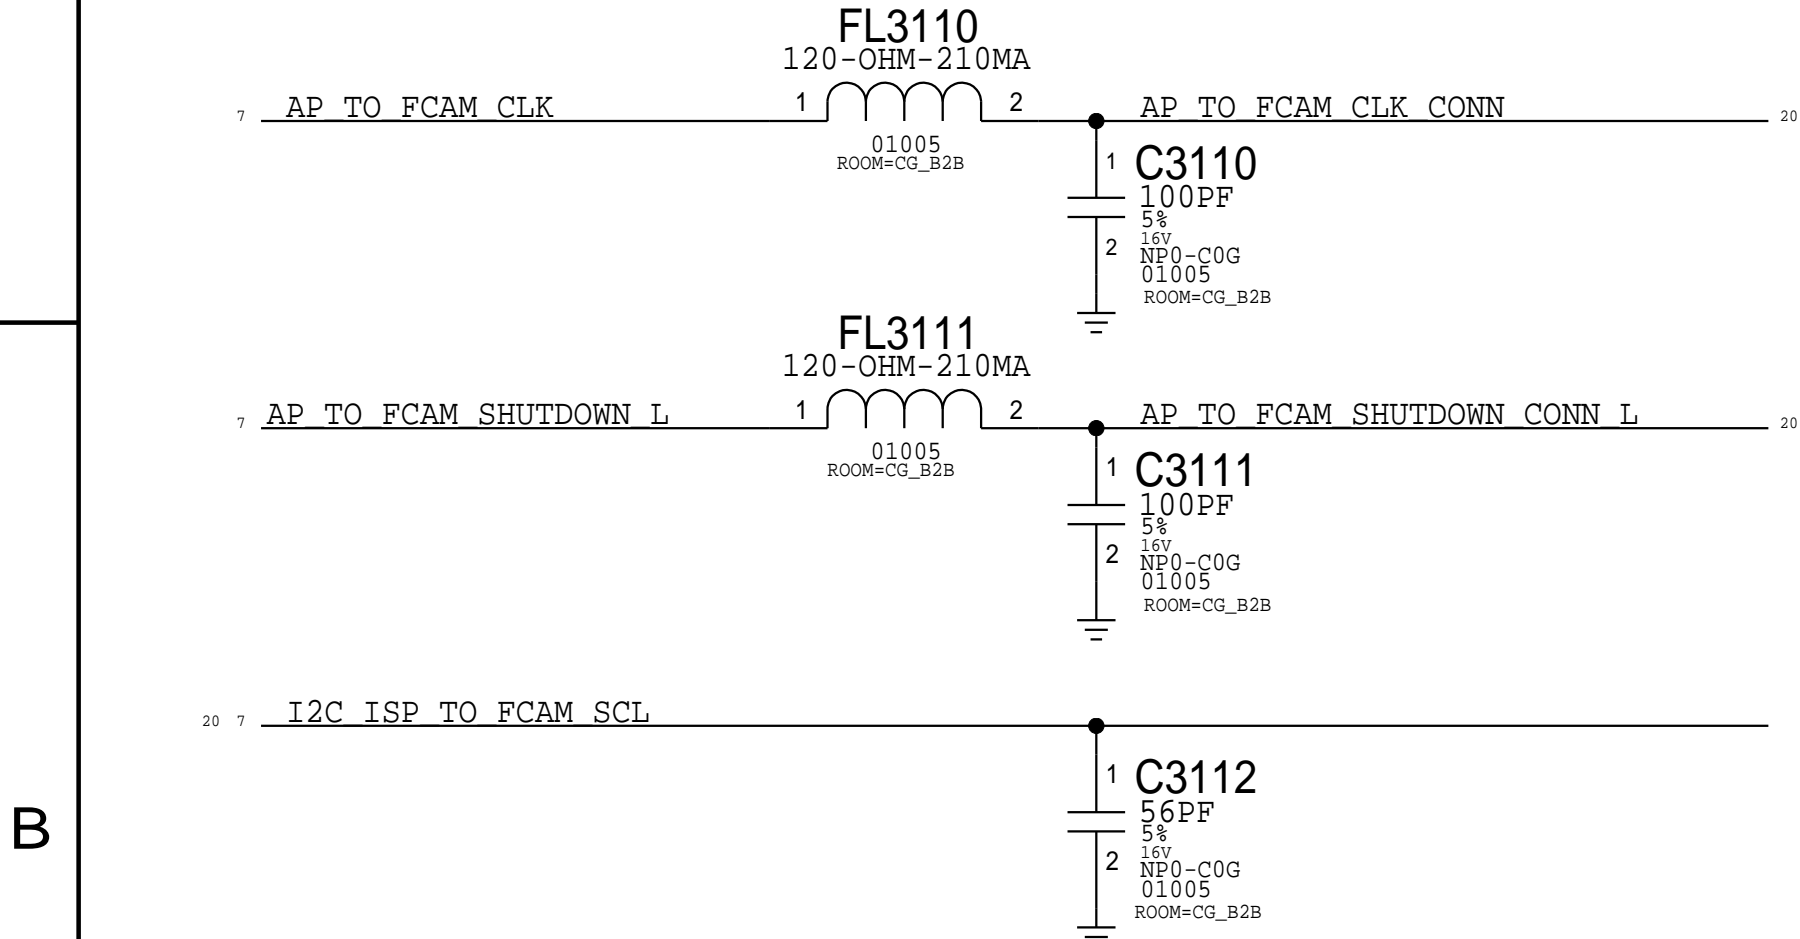 FL3110
120-OHM-210MA
7 AP_TO_FCAM_CLK 1 2 AP_TO_FCAM_CLK_CONN 20
01005
ROOM=CG_B2B
1 C3110
100PF
5%
16V
2 NP0-C0G
01005
ROOM=CG_B2B
FL3111
120-OHM-210MA
7 AP_TO_FCAM_SHUTDOWN_L 1 2 AP_TO_FCAM_SHUTDOWN_CONN_L 20
01005
ROOM=CG_B2B
1 C3111
100PF
5%
16V
2 NP0-C0G
01005
ROOM=CG_B2B
20 7 I2C_ISP_TO_FCAM_SCL
1 C3112
56PF
5%
16V
2 NP0-C0G
01005
ROOM=CG_B2B
B